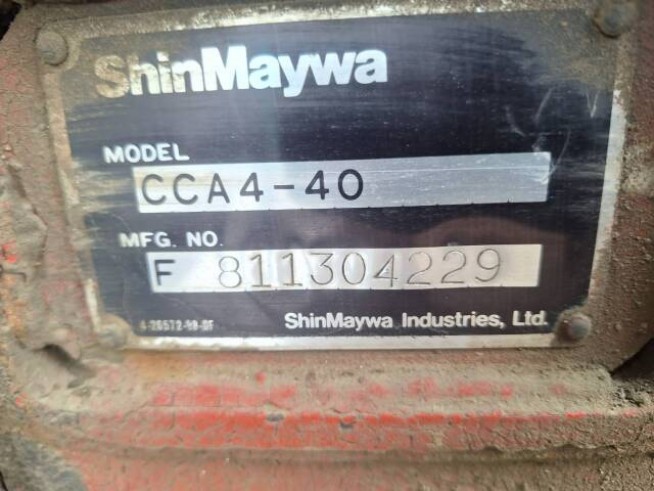 ShinMaywa
MODEL
CCA4-40
MFG. NO.
F 811304229
ShinMaywa Industries, Ltd.